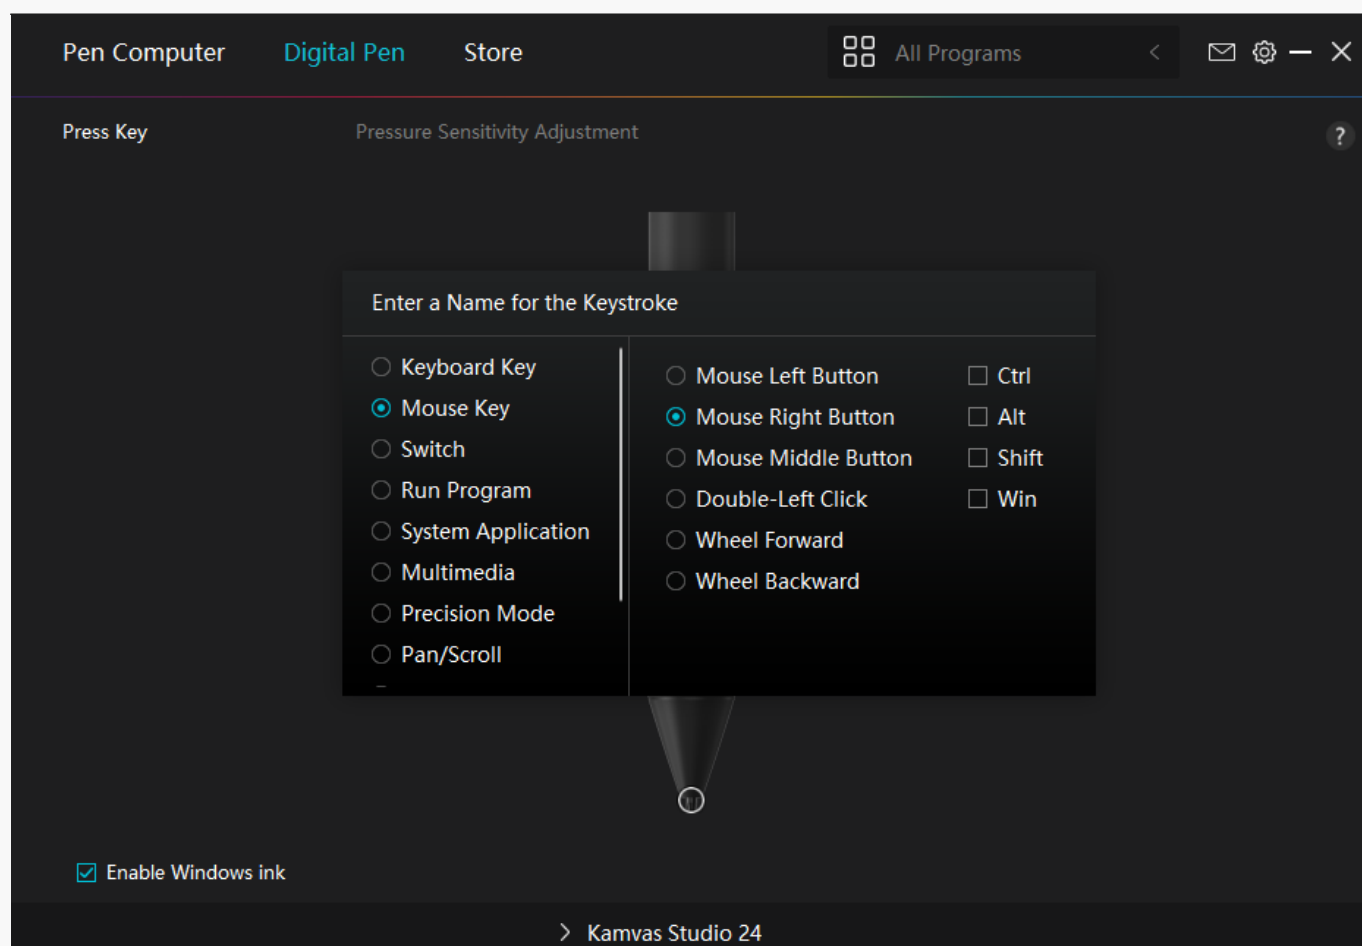 Pen Computer Digital Pen Store All Programs
Press Key Pressure Sensitivity Adjustment ?
Enter a Name for the Keystroke
Keyboard Key
Mouse Key
Switch
Run Program
System Application
Multimedia
Precision Mode
Pan/Scroll
Mouse Left Button Ctrl
Mouse Right Button Alt
Mouse Middle Button Shift
Double-Left Click Win
Wheel Forward
Wheel Backward
Enable Windows ink
Kamvas Studio 24